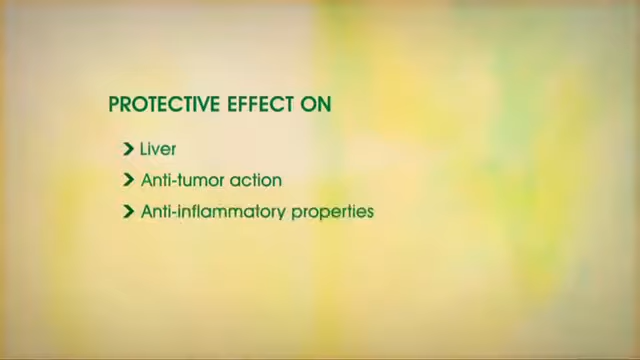 PROTECTIVE EFFECT ON
> Liver
> Anti-tumor action
> Anti-inflammatory properties